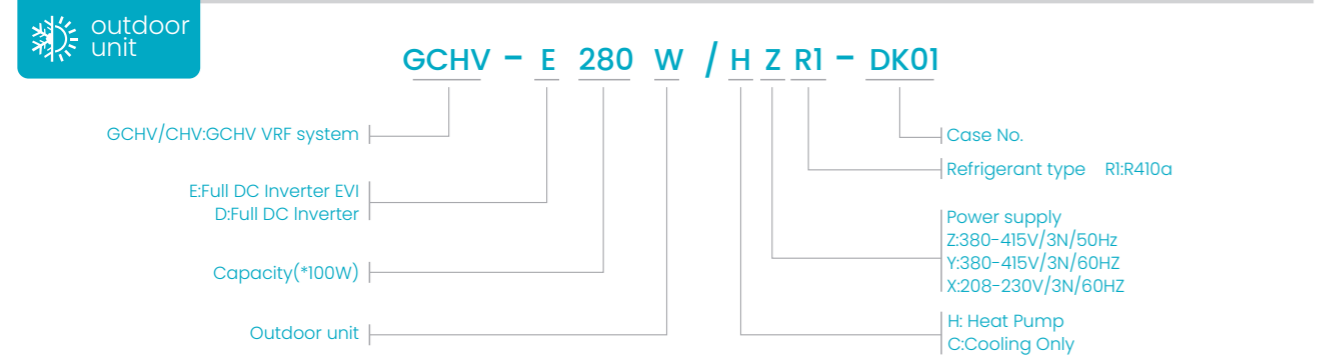 outdoor
unit
GCHV - E 280 W / H Z R1 - DK01
GCHV/CHV:GCHV VRF system
E:Full DC Inverter EVI
D:Full DC Inverter
Capacity(*100W)
Outdoor unit
Case No.
Refrigerant type R1:R410a
Power supply
Z:380-415V/3N/50Hz
Y:380-415V/3N/60HZ
X:208-230V/3N/60HZ
H: Heat Pump
C:Cooling Only